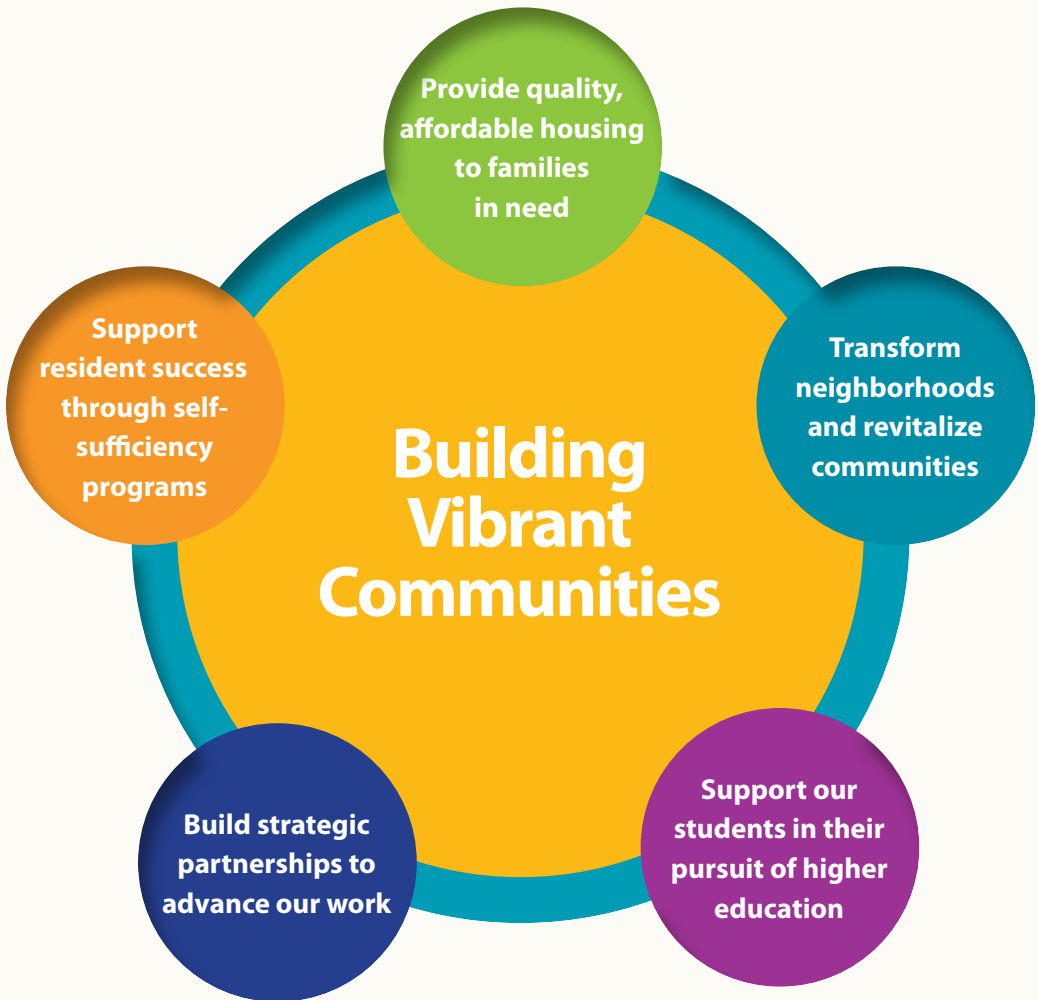 Provide quality,
affordable housing
to families
in need
Transform
neighborhoods
and revitalize
communities
Support our
students in their
pursuit of higher
education
Build strategic
partnerships to
advance our work
Support
resident success
through self-
sufficiency
programs
Building
Vibrant
Communities